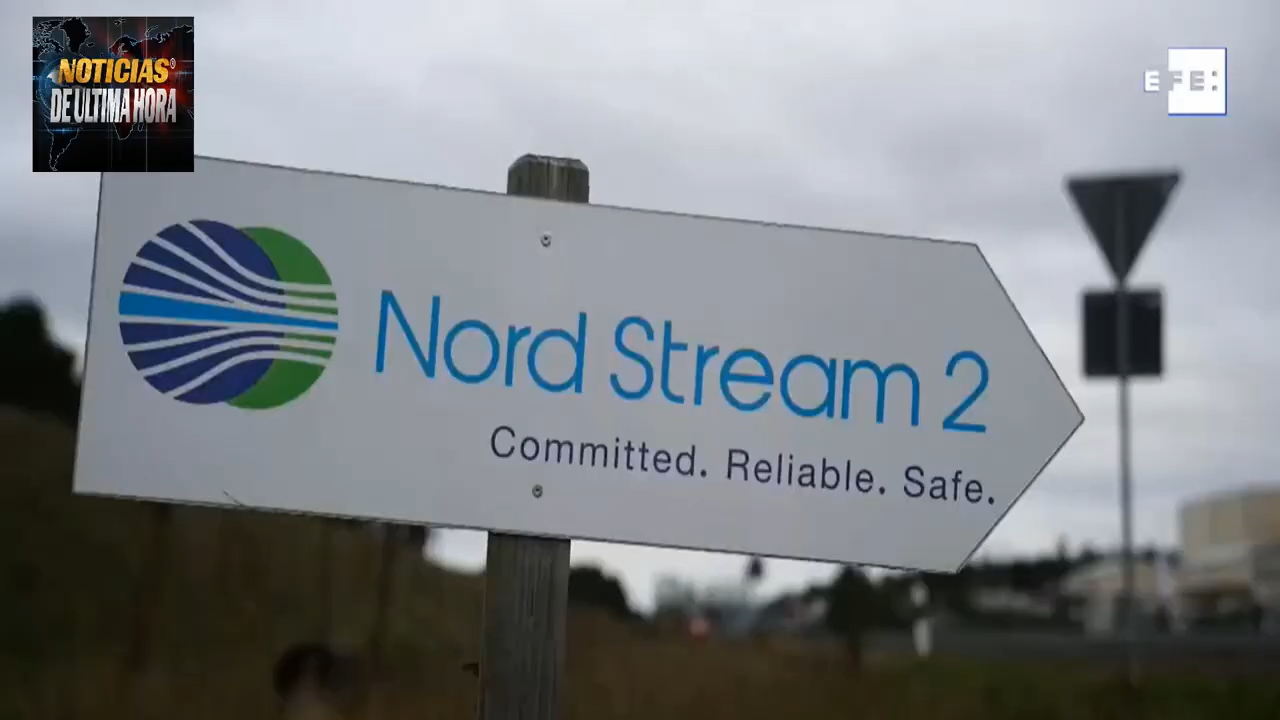 NOTICIAS®
DE ULTIMA HORA
EFE:
Nord Stream 2
Committed. Reliable. Safe.